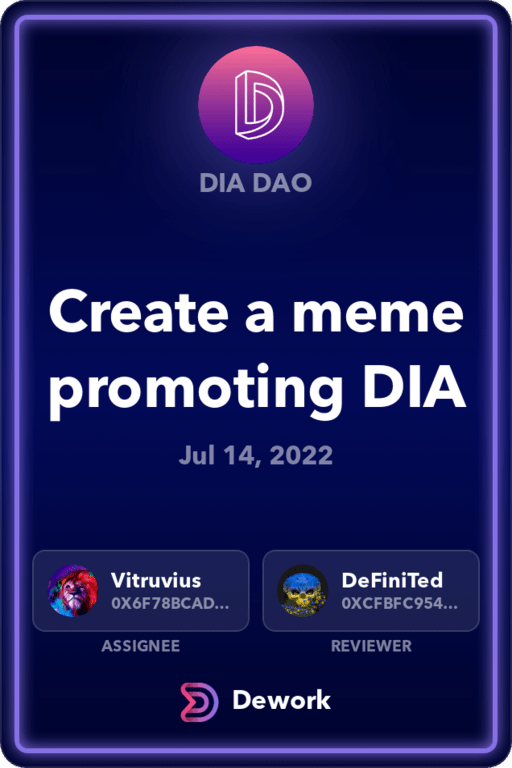 DIA DAO
Create a meme
promoting DIA
Jul 14, 2022
Vitruvius
0X6F78BCAD...
ASSIGNEE
DeFiniTed
0XCFBFC954...
REVIEWER
Dework